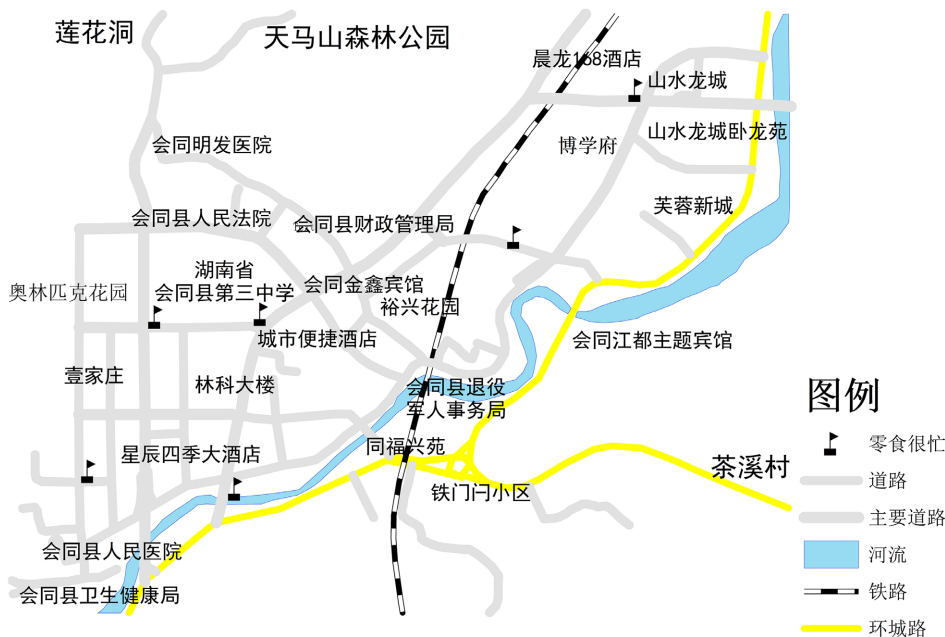 莲花洞
天马山森林公园
晨龙168酒店
山水龙城
会同明发医院
博学府
山水龙城卧龙苑
会同县人民法院
会同县财政管理局
芙蓉新城
湖南省
会同县第三中学
奥林匹克花园
会同金鑫宾馆
裕兴花园
城市便捷酒店
会同江都主题宾馆
壹家庄
林科大楼
会同县退役
军人事务局
星辰四季大酒店
同福兴苑
铁门闩小区
茶溪村
会同县人民医院
会同县卫生健康局
图例
零食很忙
道路
主要道路
河流
铁路
环城路